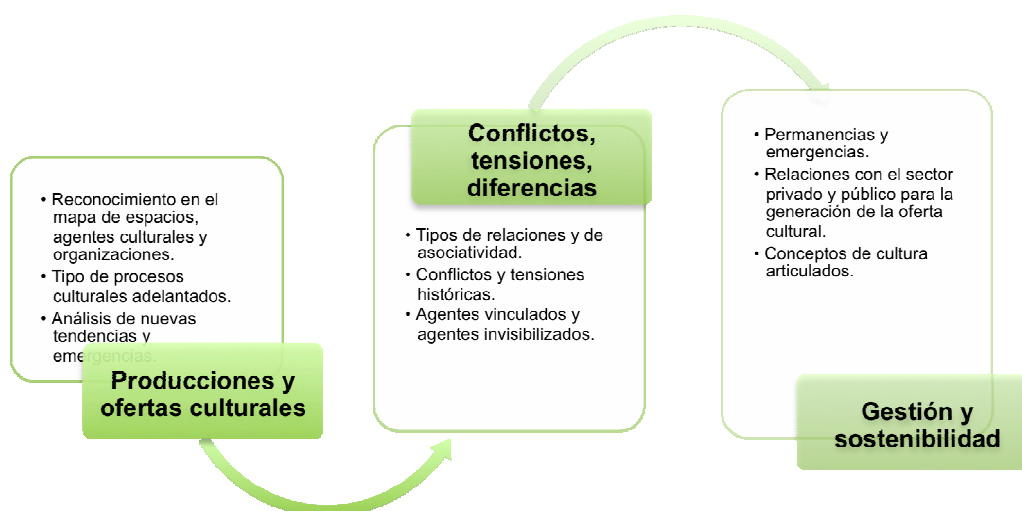 • Reconocimiento en el
mapa de espacios,
agentes culturales y
organizaciones.
• Tipo de procesos
culturales adelantados.
• Análisis de nuevas
tendencias y
emergencias.
Producciones y
ofertas culturales
Conflictos,
tensiones,
diferencias
• Tipos de relaciones y de
asociatividad.
• Conflictos y tensiones
históricas.
• Agentes vinculados y
agentes invisibilizados.
• Permanencias y
emergencias.
• Relaciones con el sector
privado y público para la
generación de la oferta
cultural.
• Conceptos de cultura
articulados.
Gestión y
sostenibilidad